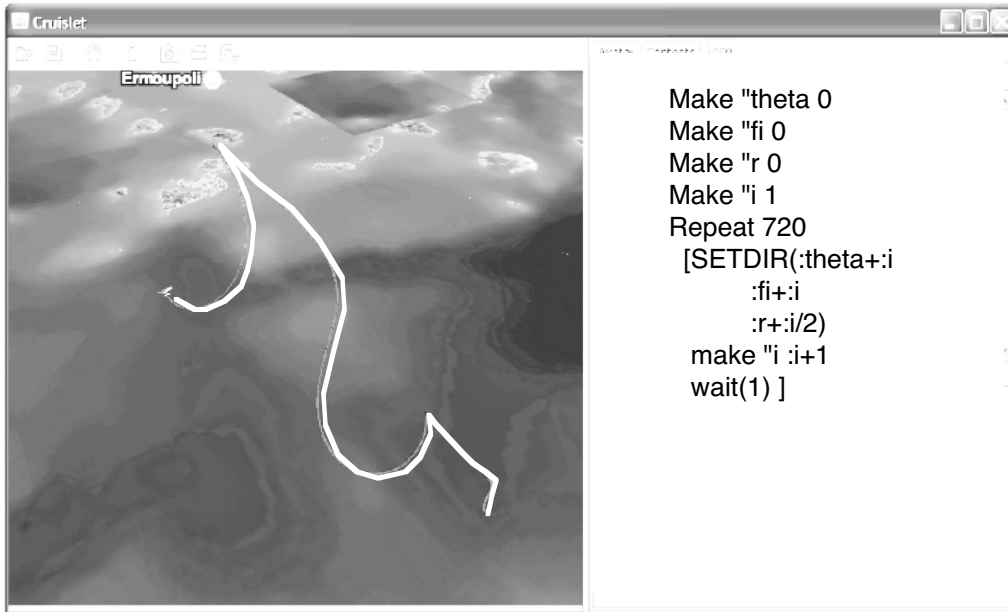 Cruislet
Ermoupoli
Make "theta 0
Make "fi 0
Make "r 0
Make "i 1
Repeat 720
[SETDIR(:theta+:i
:fi+:i
:r+:i/2)
make "i :i+1
wait(1) ]